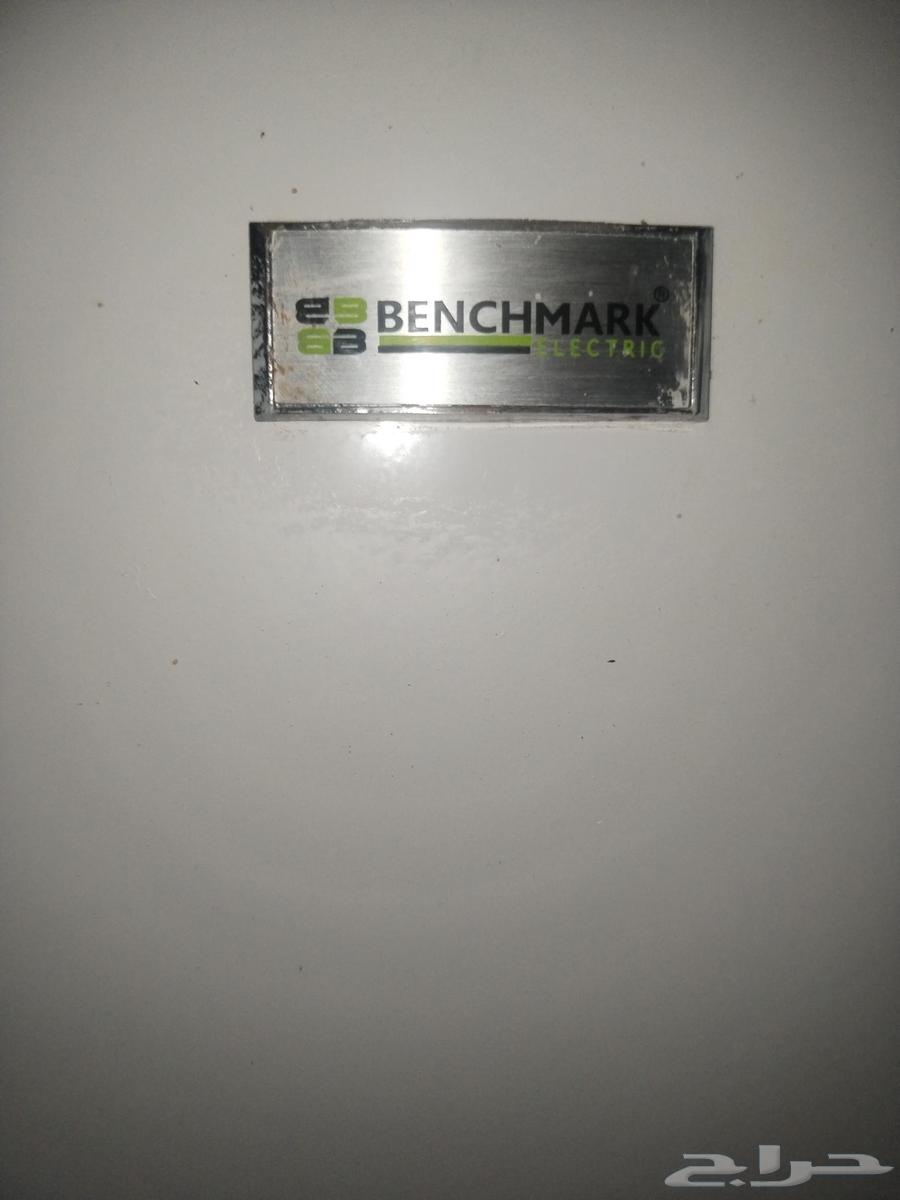 BENCHMARK®
ELECTRIC
حراج